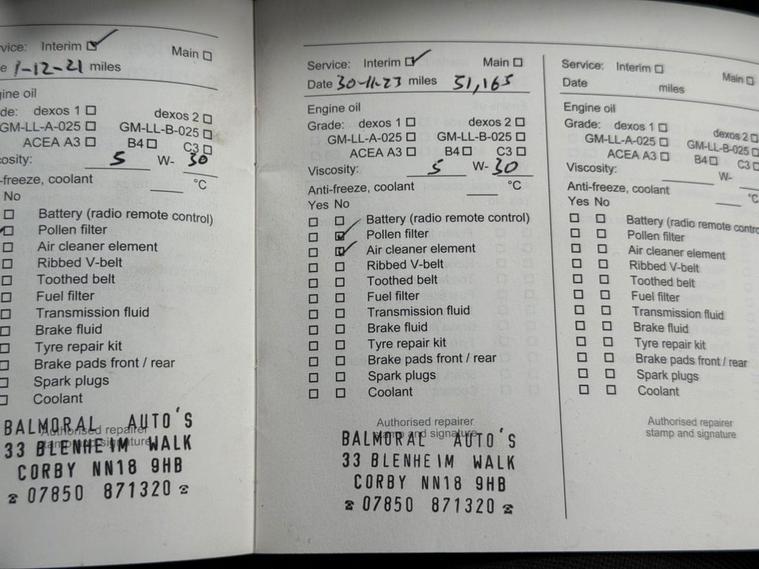 vice: Interim Main
e 1-12-21 miles
gine oil
de: dexos 1 dexos 2
GM-LL-A-025 GM-LL-B-025
ACEA A3 B4 C3
cosity: 5 W- 30
-freeze, coolant °C
No
Battery (radio remote control)
Pollen filter
Air cleaner element
Ribbed V-belt
Toothed belt
Fuel filter
Transmission fluid
Brake fluid
Tyre repair kit
Brake pads front / rear
Spark plugs
Coolant
Authorised repairer
stamp and signature
BALMORAL AUTO'S
33 BLENHEIM WALK
CORBY NN18 9HB
☎ 07850 871320 ☎
Service: Interim Main
Date 30-11-23 miles 51,165
Engine oil
Grade: dexos 1 dexos 2
GM-LL-A-025 GM-LL-B-025
ACEA A3 B4 C3
Viscosity: 5 W- 30
Anti-freeze, coolant °C
Yes No
Battery (radio remote control)
Pollen filter
Air cleaner element
Ribbed V-belt
Toothed belt
Fuel filter
Transmission fluid
Brake fluid
Tyre repair kit
Brake pads front / rear
Spark plugs
Coolant
Authorised repairer
stamp and signature
BALMORAL AUTO'S
33 BLENHEIM WALK
CORBY NN18 9HB
☎ 07850 871320 ☎
Service: Interim Main
Date miles
Engine oil
Grade: dexos 1 dexos 2
GM-LL-A-025 GM-LL-B-025
ACEA A3 B4 C3
Viscosity: W-
Anti-freeze, coolant °C
Yes No
Battery (radio remote contro
Pollen filter
Air cleaner element
Ribbed V-belt
Toothed belt
Fuel filter
Transmission fluid
Brake fluid
Tyre repair kit
Brake pads front / rear
Spark plugs
Coolant
Authorised repairer
stamp and signature